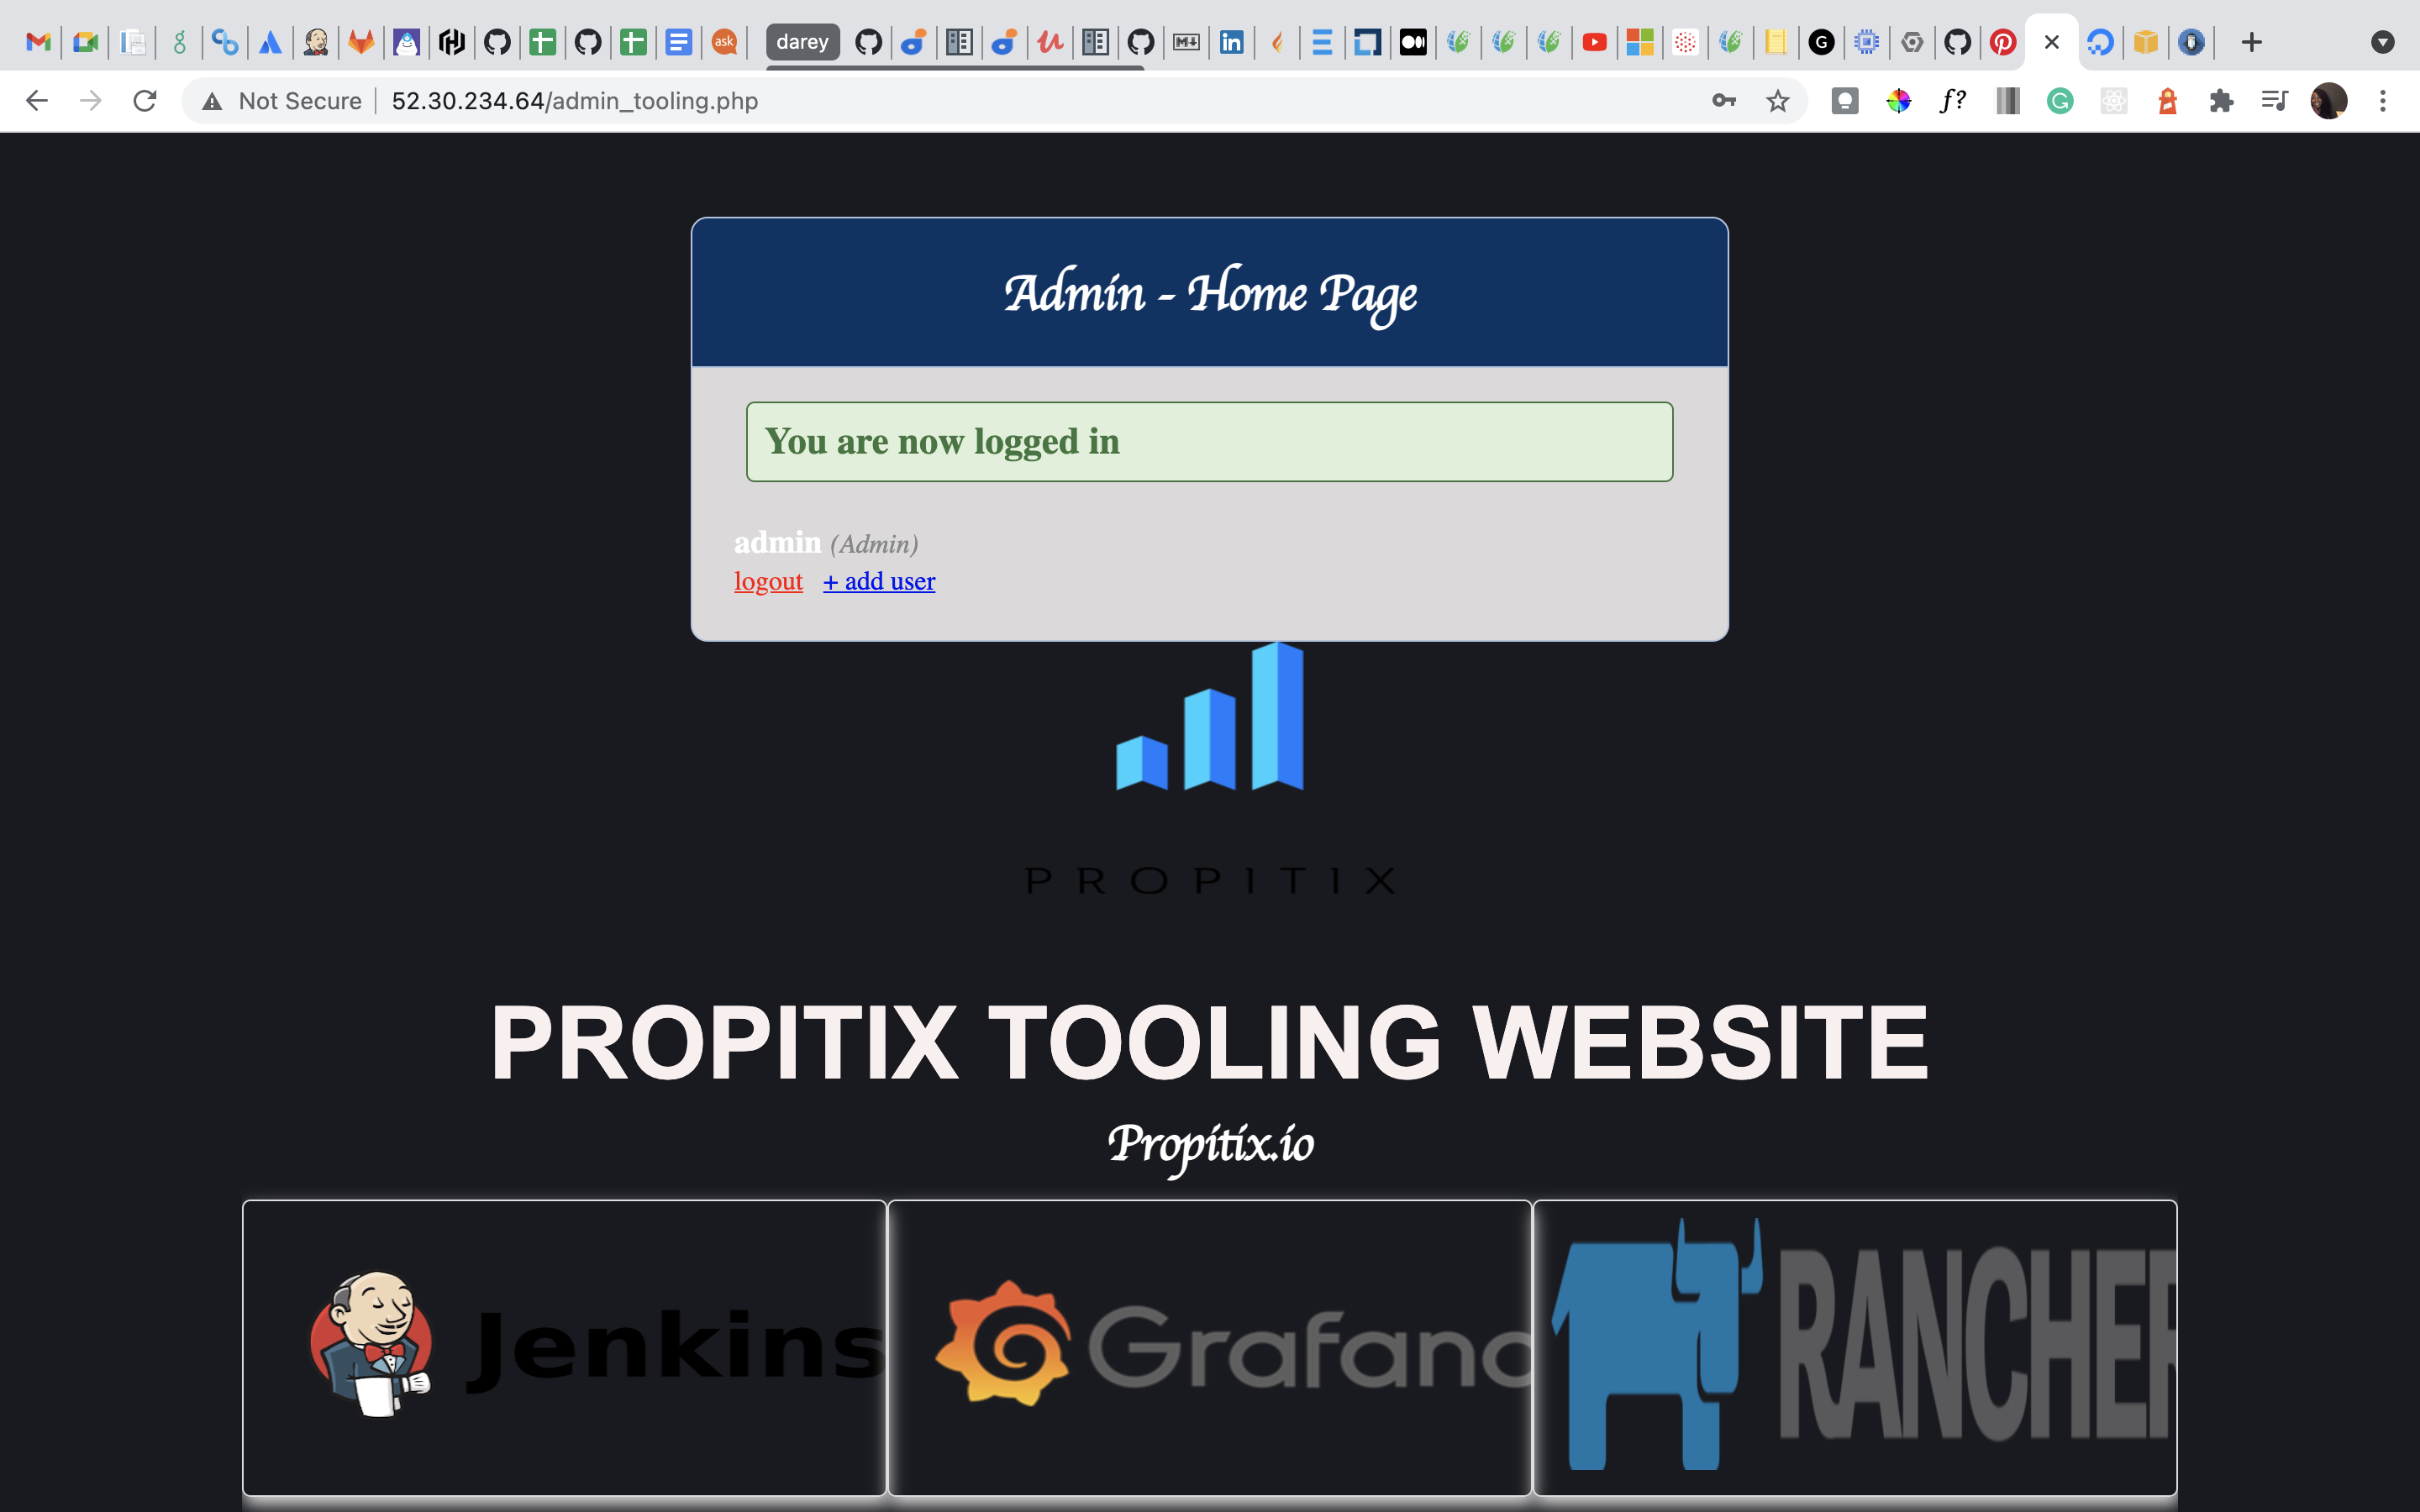 ask
darey
M
G
Not Secure
52.30.234.64/admin_tooling.php
f?
Admin - Home Page
You are now logged in
admin (Admin)
logout + add user
PROPITIX
PROPITIX TOOLING WEBSITE
Propitix.io
Jenkins Grafana RANCHER